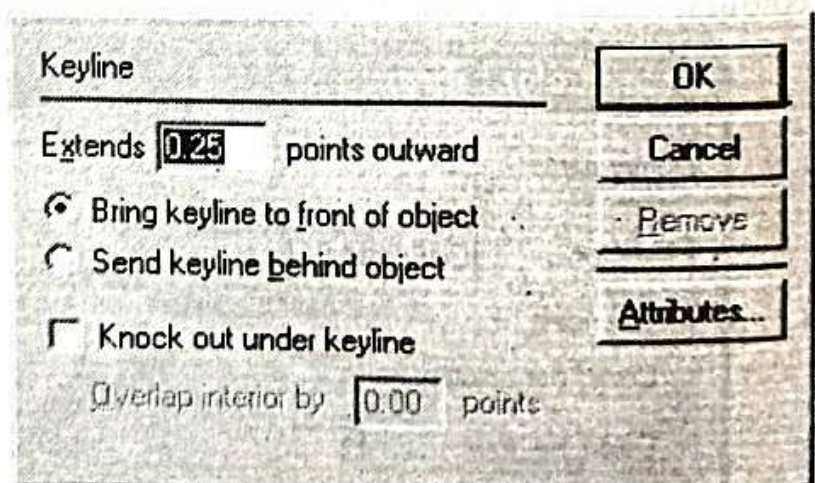 Keyline
Extends 0.25 points outward
Bring keyline to front of object
Send keyline behind object
Knock out under keyline
Overlap interior by 0.00 points
OK
Cancel
Remove
Attributes...